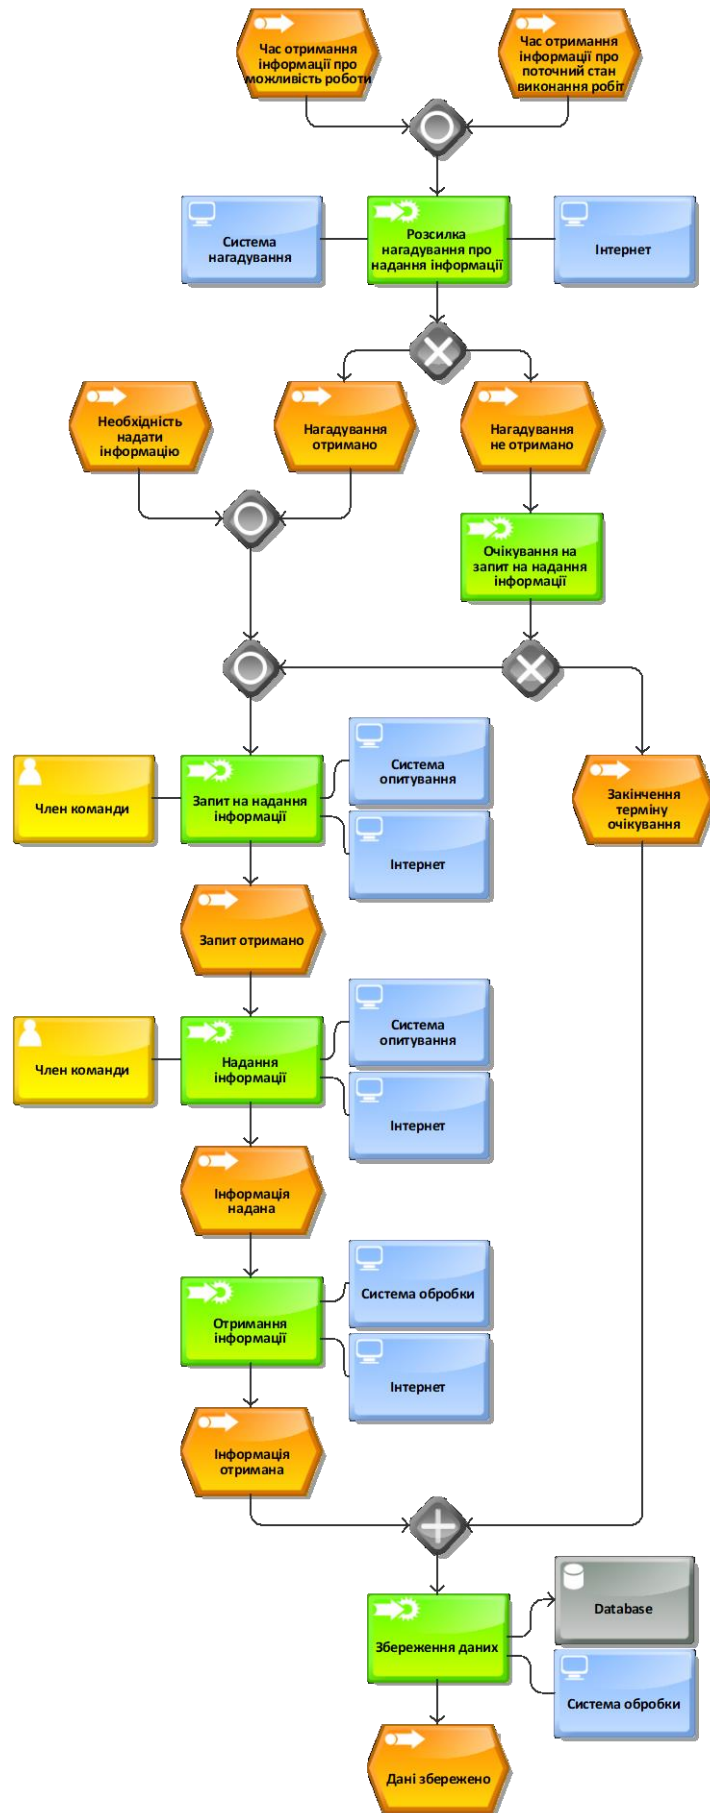 Час отримання
інформації про
можливість роботи
Час отримання
інформації про
поточний стан
виконання робіт
Система
нагадування
Розсилка
нагадування про
надання інформації
Інтернет
Необхідність
надати
інформацію
Нагадування
отримано
Нагадування
не отримано
Очікування на
запит на надання
інформації
Член команди
Запит на надання
інформації
Система
опитування
Інтернет
Закінчення
терміну
очікування
Запит отримано
Член команди
Надання
інформації
Система
опитування
Інтернет
Інформація
надана
Отримання
інформації
Система обробки
Інтернет
Інформація
отримана
Збереження даних
Database
Система обробки
Дані збережено